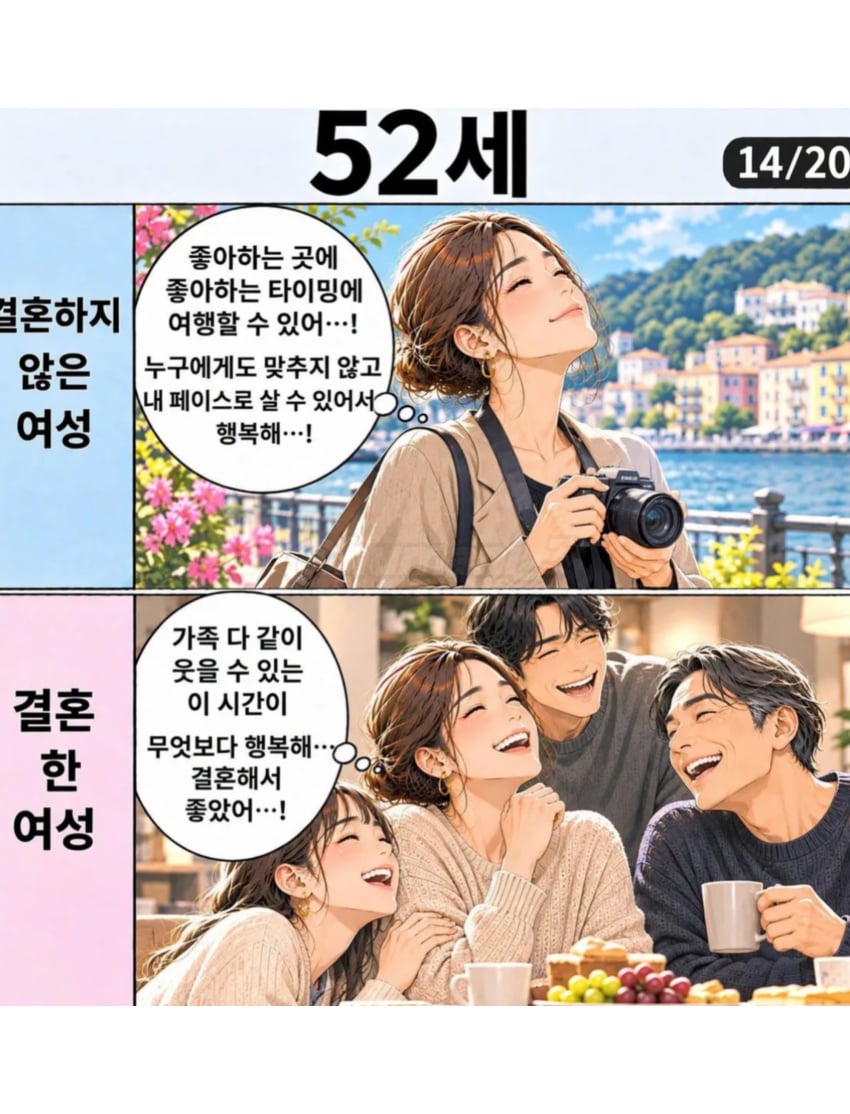 52세
14/20
결혼하지
않은
여성
좋아하는 곳에
좋아하는 타이밍에
여행할 수 있어…!
누구에게도 맞추지 않고
내 페이스로 살 수 있어서
행복해…!
결혼
한
여성
가족 다 같이
웃을 수 있는
이 시간이
무엇보다 행복해…
결혼해서
좋았어…!